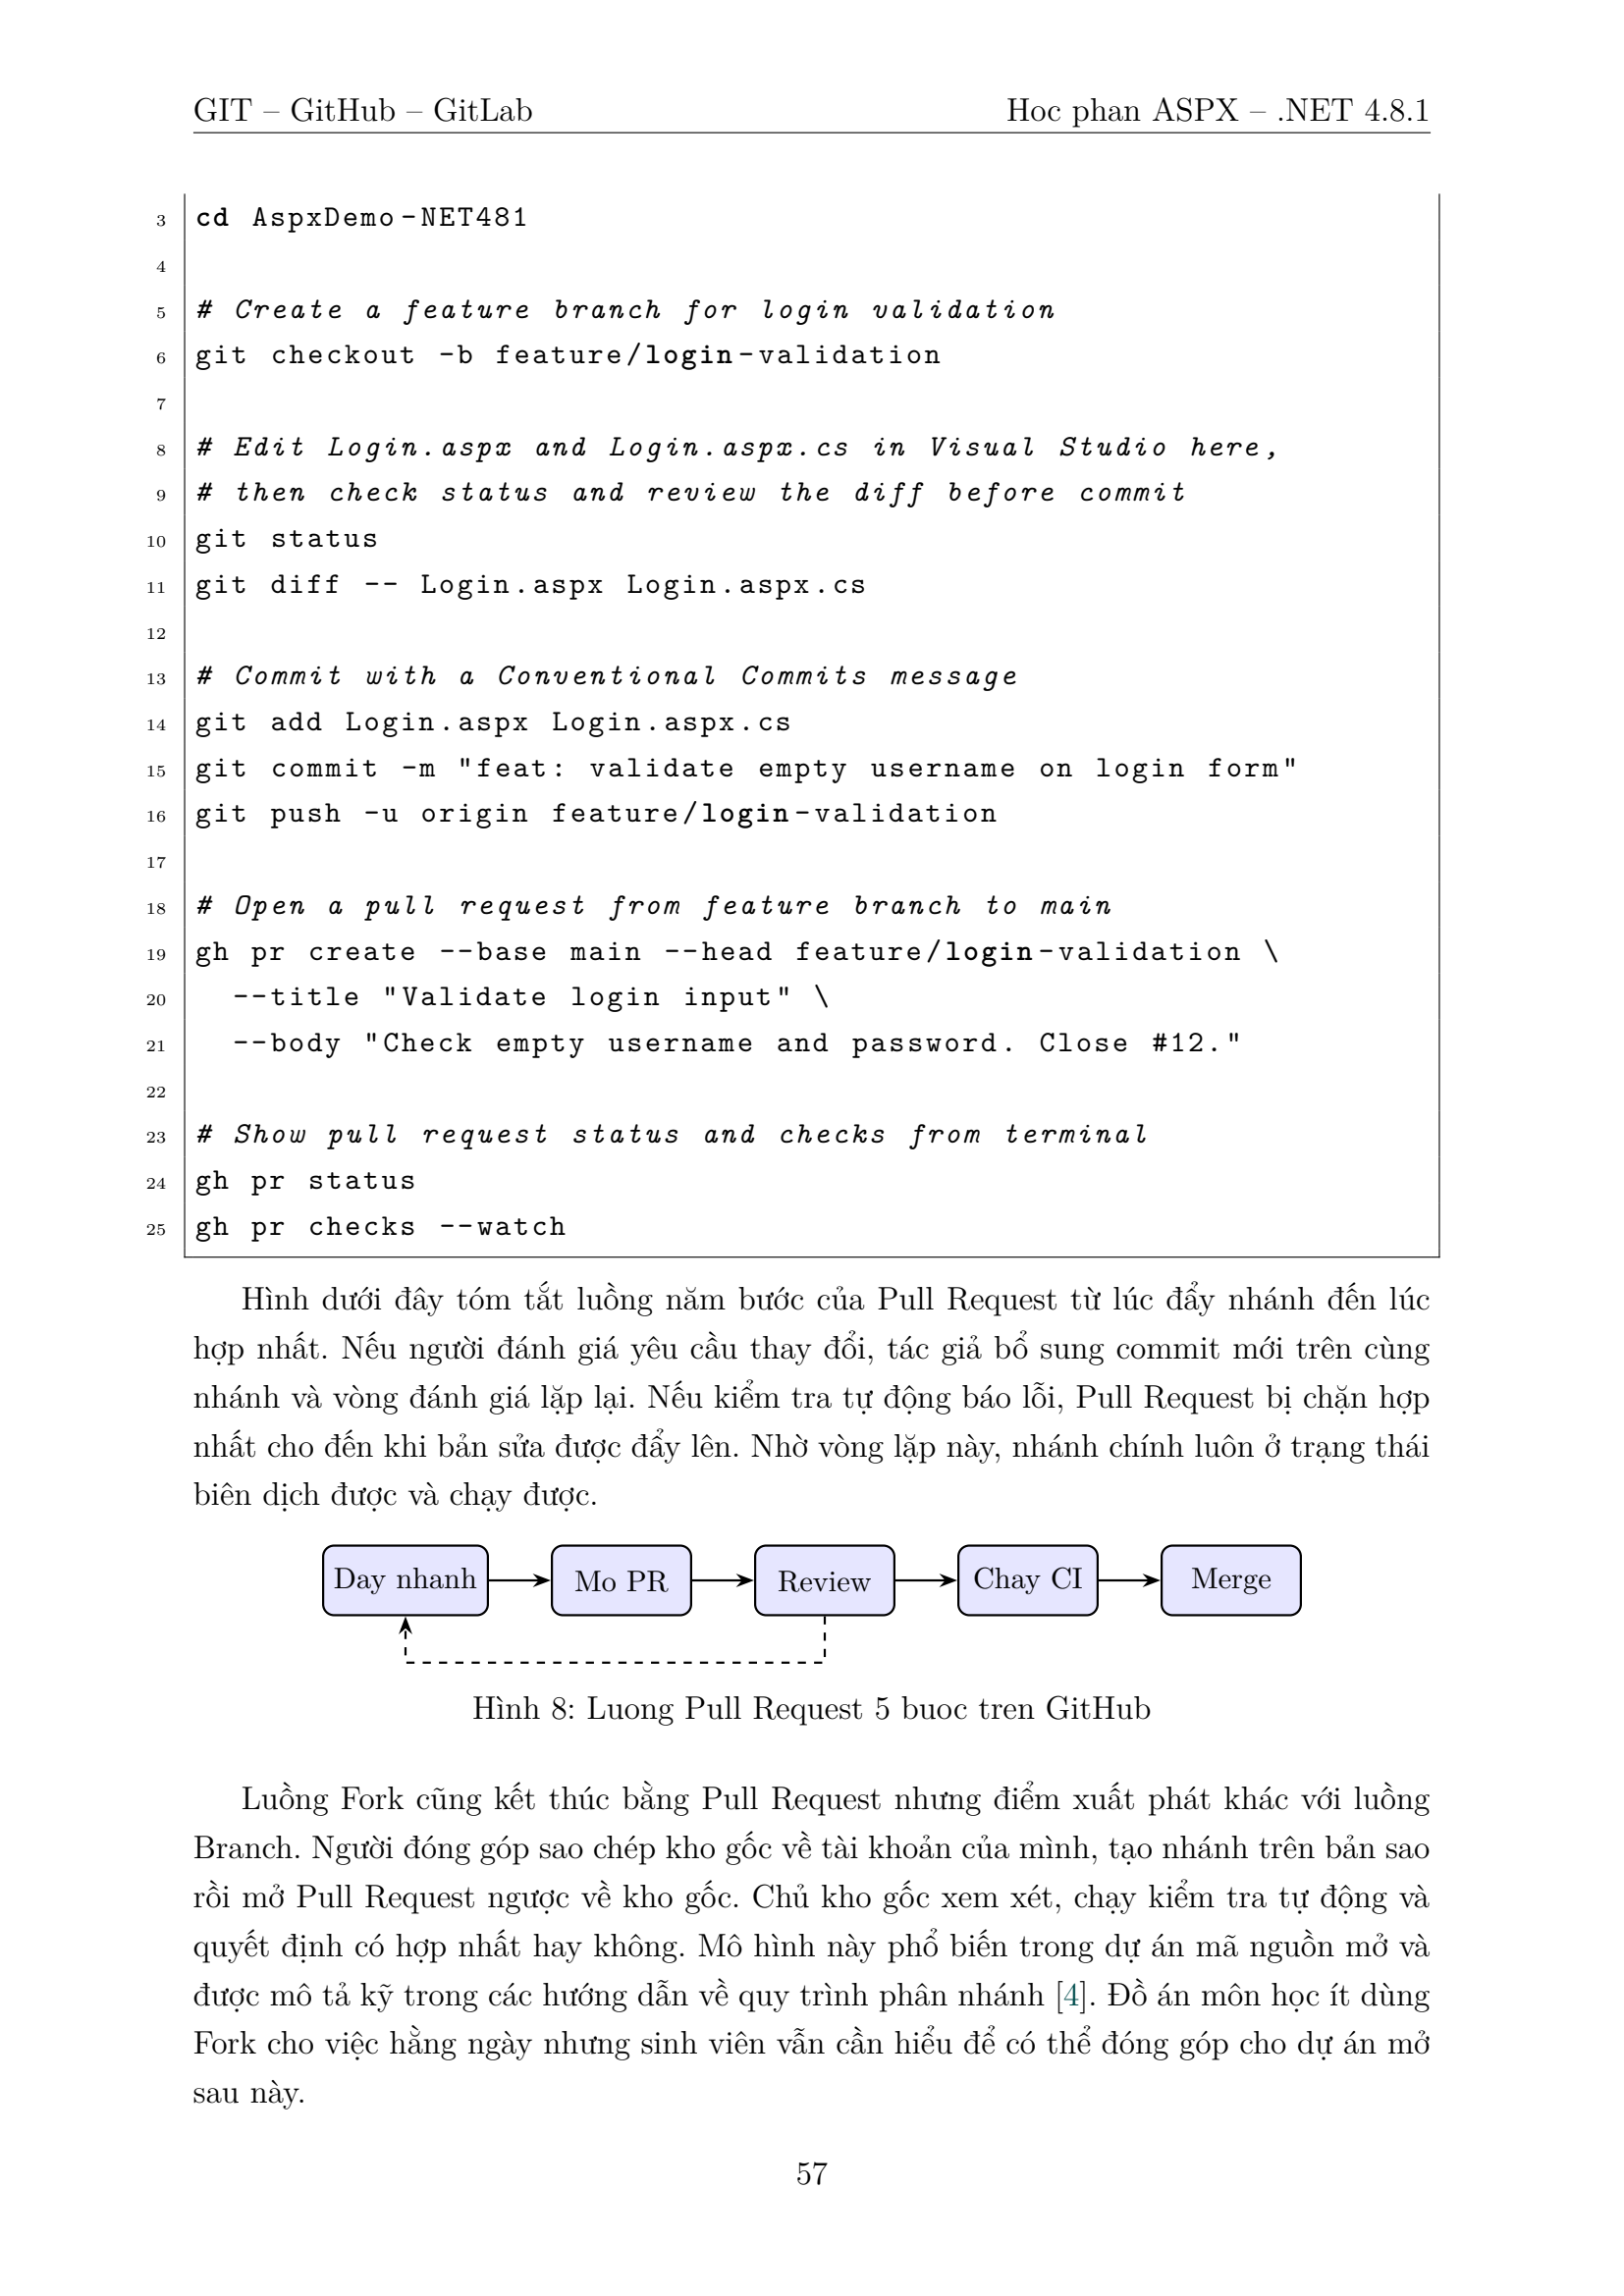 GIT – GitHub – GitLab
Hoc phan ASPX – .NET 4.8.1
3 cd AspxDemo-NET481
4
5 # Create a feature branch for login validation
6 git checkout -b feature/login-validation
7
8 # Edit Login.aspx and Login.aspx.cs in Visual Studio here,
9 # then check status and review the diff before commit
10 git status
11 git diff -- Login.aspx Login.aspx.cs
12
13 # Commit with a Conventional Commits message
14 git add Login.aspx Login.aspx.cs
15 git commit -m "feat: validate empty username on login form"
16 git push -u origin feature/login-validation
17
18 # Open a pull request from feature branch to main
19 gh pr create --base main --head feature/login-validation \
20 --title "Validate login input" \
21 --body "Check empty username and password. Close #12."
22
23 # Show pull request status and checks from terminal
24 gh pr status
25 gh pr checks --watch
Hình dưới đây tóm tắt luồng năm bước của Pull Request từ lúc đẩy nhánh đến lúc
hợp nhất. Nếu người đánh giá yêu cầu thay đổi, tác giả bổ sung commit mới trên cùng
nhánh và vòng đánh giá lặp lại. Nếu kiểm tra tự động báo lỗi, Pull Request bị chặn hợp
nhất cho đến khi bản sửa được đẩy lên. Nhờ vòng lặp này, nhánh chính luôn ở trạng thái
biên dịch được và chạy được.
Day nhanh
Mo PR
Review
Chay CI
Merge
Hình 8: Luong Pull Request 5 buoc tren GitHub
Luồng Fork cũng kết thúc bằng Pull Request nhưng điểm xuất phát khác với luồng
Branch. Người đóng góp sao chép kho gốc về tài khoản của mình, tạo nhánh trên bản sao
rồi mở Pull Request ngược về kho gốc. Chủ kho gốc xem xét, chạy kiểm tra tự động và
quyết định có hợp nhất hay không. Mô hình này phổ biến trong dự án mã nguồn mở và
được mô tả kỹ trong các hướng dẫn về quy trình phân nhánh [4]. Đồ án môn học ít dùng
Fork cho việc hằng ngày nhưng sinh viên vẫn cần hiểu để có thể đóng góp cho dự án mở
sau này.
57